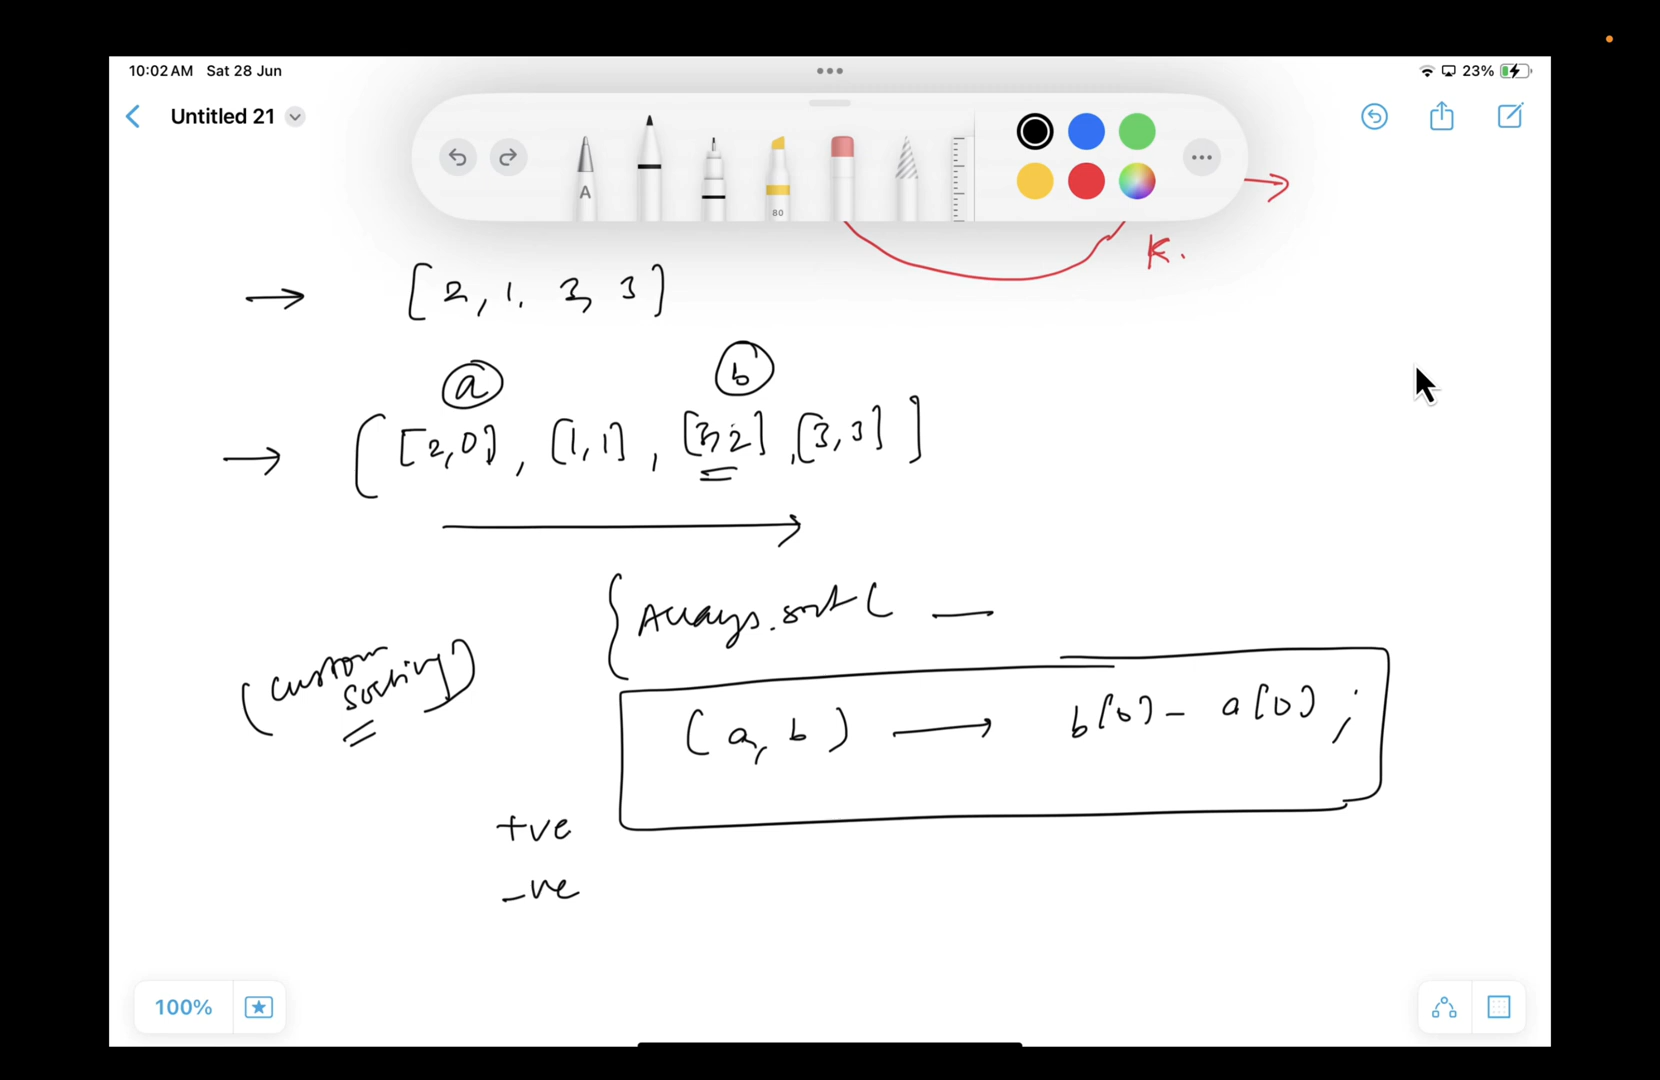 10:02 AM Sat 28 Jun
23%
Untitled 21
A
80
K.
[2, 1, 3, 3]
a
b
[[2,0], [1,1], [3,2], [3,3]]
{Arrays.sort( —
(custom
sorting)
(a, b) → b[0] - a[0];
+ve
-ve
100%